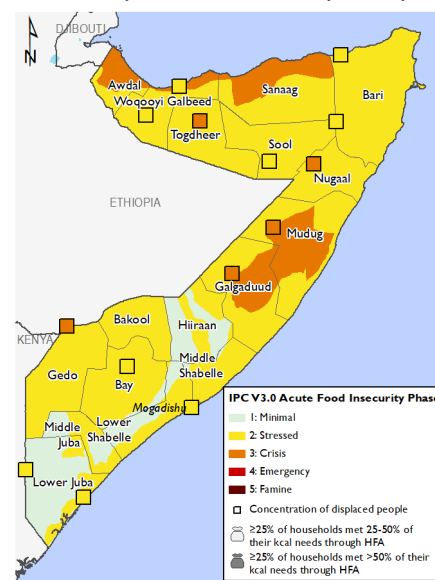 DJIBOUTI
N
Awdal
Woqooyi Galbeed
Sanaag
Bari
Togdheer
Sool
Nugaal
ETHIOPIA
Mudug
Galgaduud
Bakool
Hiiraan
KENYA
Gedo
Middle
Shabelle
Bay
Mogadishu
Lower
Shabelle
Middle
Juba
Lower Juba
IPC V3.0 Acute Food Insecurity Phase
1: Minimal
2: Stressed
3: Crisis
4: Emergency
5: Famine
Concentration of displaced people
≥25% of households met 25-50% of
their kcal needs through HFA
≥25% of households met >50% of their
kcal needs through HFA